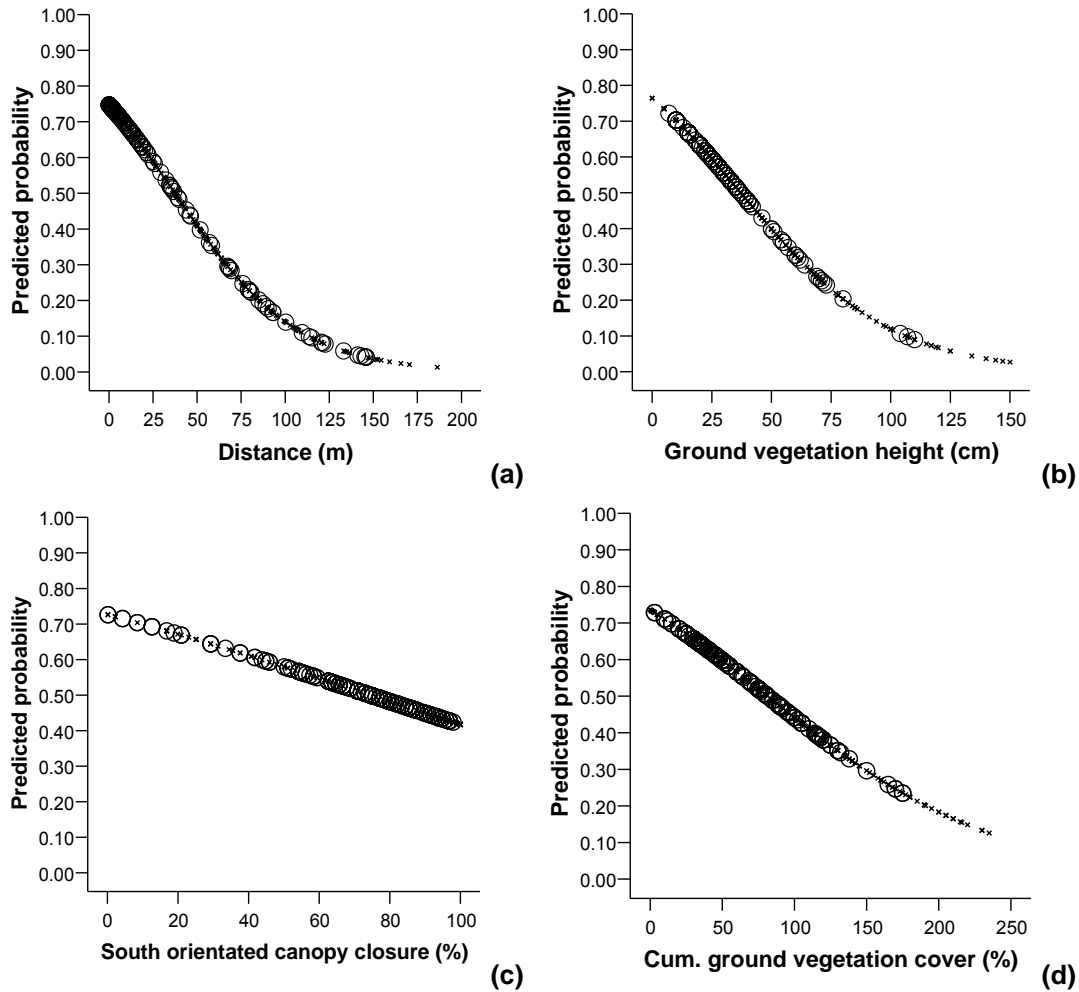 1.00
0.90
0.80
0.70
0.60
0.50
0.40
0.30
0.20
0.10
0.00
Predicted probability
0 25 50 75 100 125 150 175 200
Distance (m)
(a)
1.00
0.90
0.80
0.70
0.60
0.50
0.40
0.30
0.20
0.10
0.00
Predicted probability
0 25 50 75 100 125 150
Ground vegetation height (cm)
(b)
1.00
0.90
0.80
0.70
0.60
0.50
0.40
0.30
0.20
0.10
0.00
Predicted probability
0 20 40 60 80 100
South orientated canopy closure (%)
(c)
1.00
0.90
0.80
0.70
0.60
0.50
0.40
0.30
0.20
0.10
0.00
Predicted probability
0 50 100 150 200 250
Cum. ground vegetation cover (%)
(d)